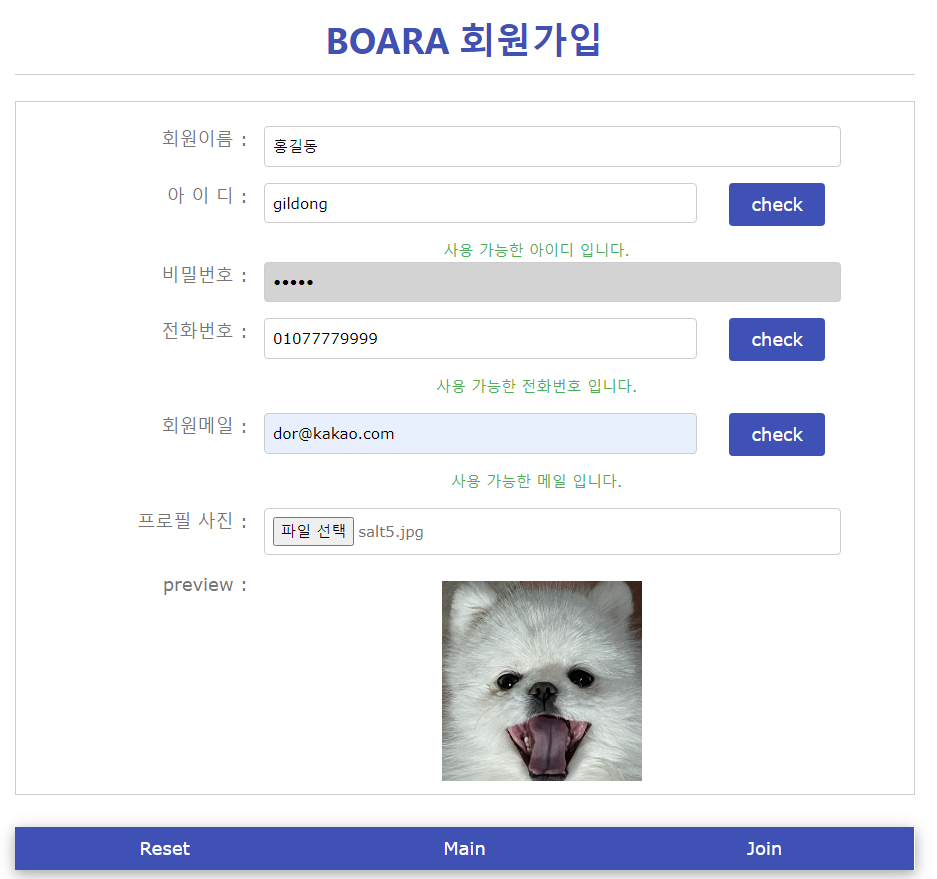 BOARA 회원가입
회원이름 : 홍길동
아 이 디 : gildong check
사용 가능한 아이디 입니다.
비밀번호 : •••••
전화번호 : 01077779999 check
사용 가능한 전화번호 입니다.
회원메일 : dor@kakao.com check
사용 가능한 메일 입니다.
프로필 사진 : 파일 선택 salt5.jpg
preview :
Reset Main Join